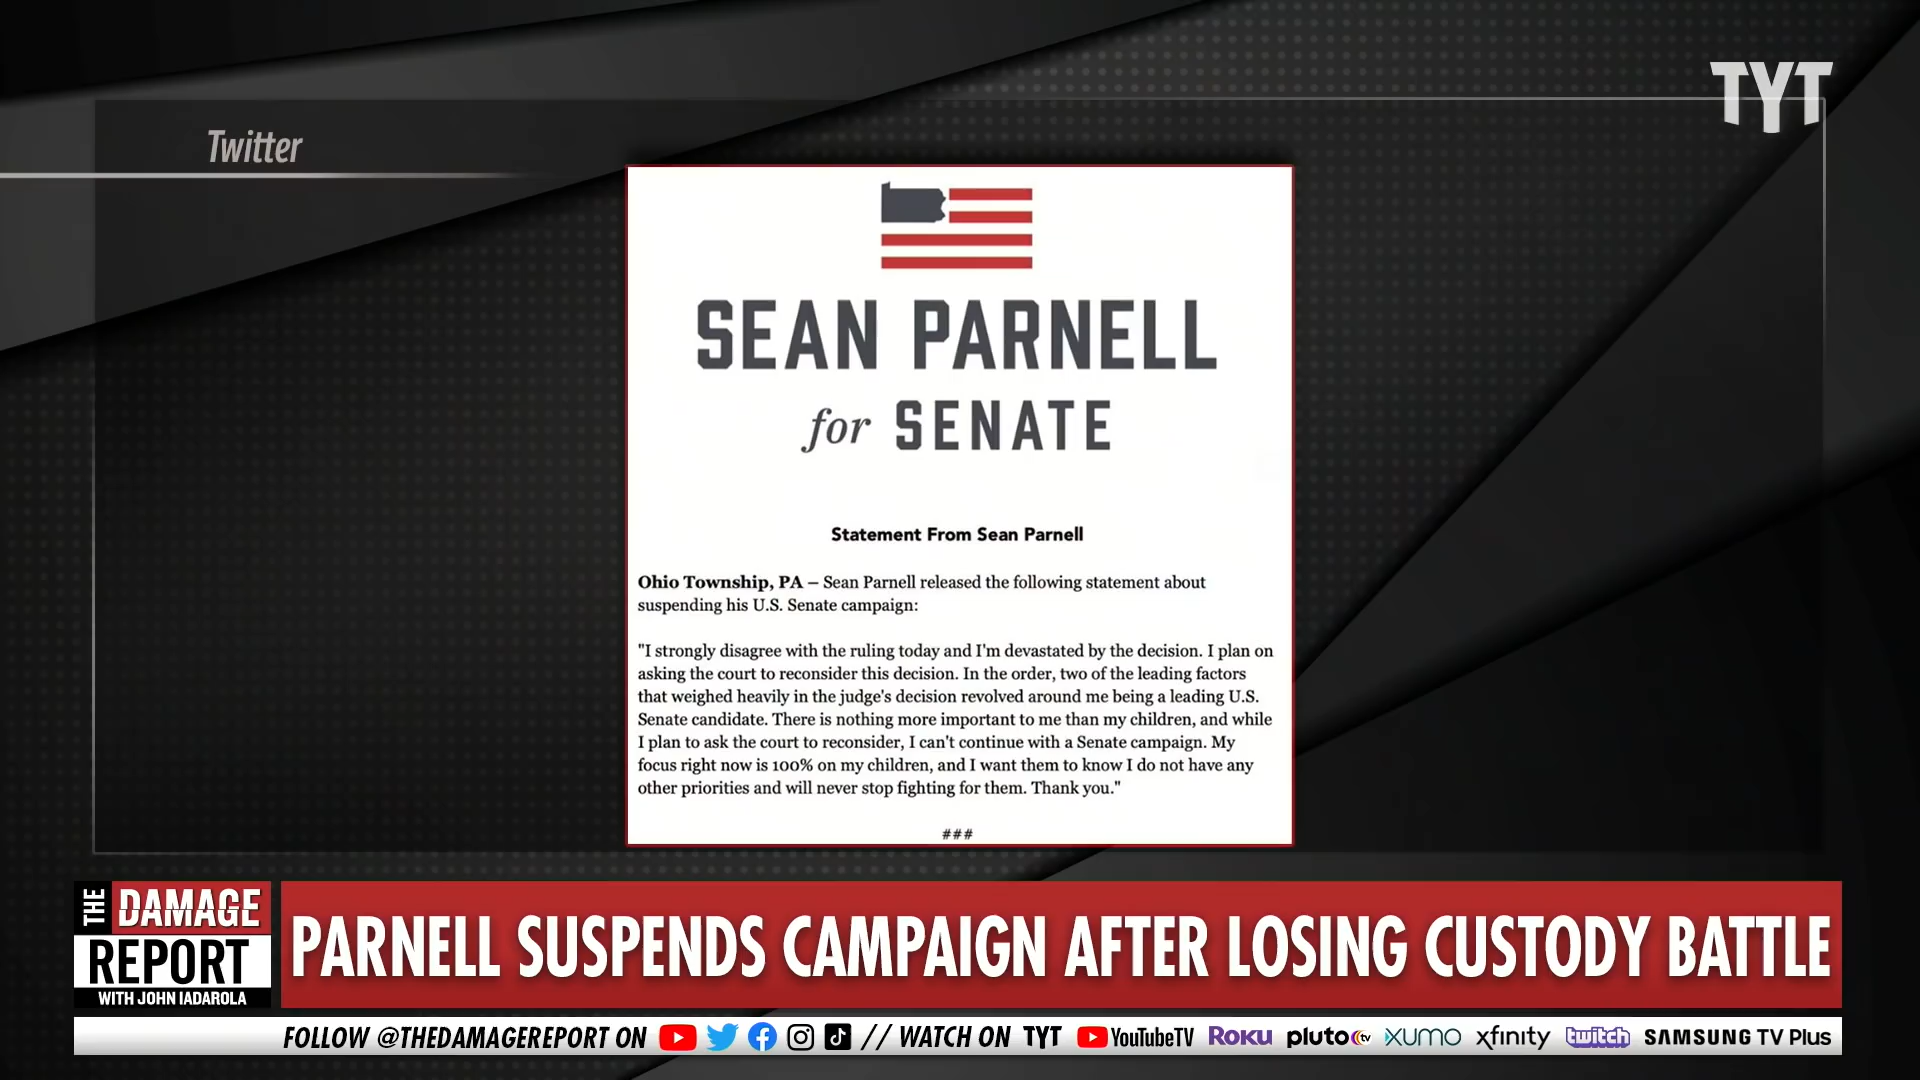 TYT
Twitter
SEAN PARNELL
for SENATE
Statement From Sean Parnell
Ohio Township, PA – Sean Parnell released the following statement about
suspending his U.S. Senate campaign:
"I strongly disagree with the ruling today and I'm devastated by the decision. I plan on
asking the court to reconsider this decision. In the order, two of the leading factors
that weighed heavily in the judge's decision revolved around me being a leading U.S.
Senate candidate. There is nothing more important to me than my children, and while
I plan to ask the court to reconsider, I can't continue with a Senate campaign. My
focus right now is 100% on my children, and I want them to know I do not have any
other priorities and will never stop fighting for them. Thank you."
###
THE DAMAGE
REPORT
WITH JOHN IADAROLA
PARNELL SUSPENDS CAMPAIGN AFTER LOSING CUSTODY BATTLE
FOLLOW @THEDAMAGEREPORT ON // WATCH ON TYT YouTubeTV ROKU pluto tv XUMO xfinity twitch SAMSUNG TV Plus